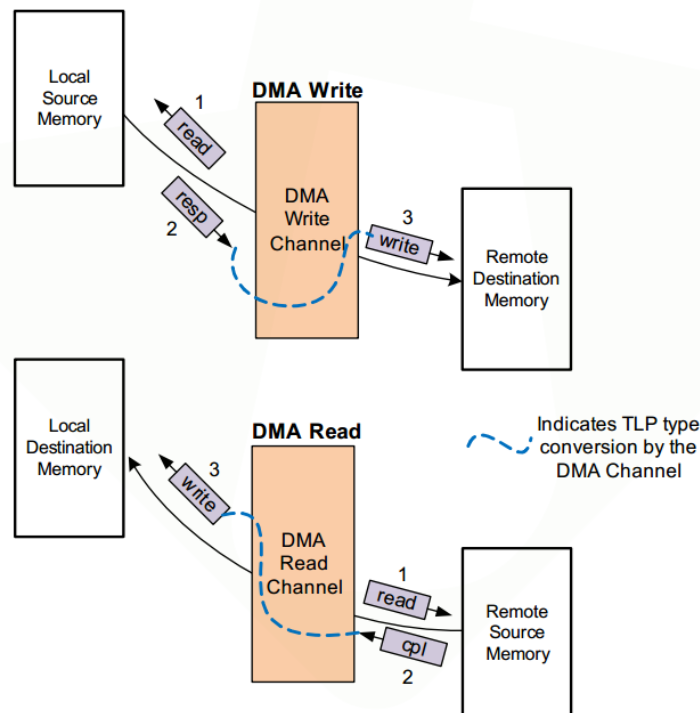 Local
Source
Memory
1
read
resp
2
DMA Write
DMA
Write
Channel
3
write
Remote
Destination
Memory
Local
Destination
Memory
3
write
DMA Read
DMA
Read
Channel
Indicates TLP type
conversion by the
DMA Channel
1
read
cpl
2
Remote
Source
Memory